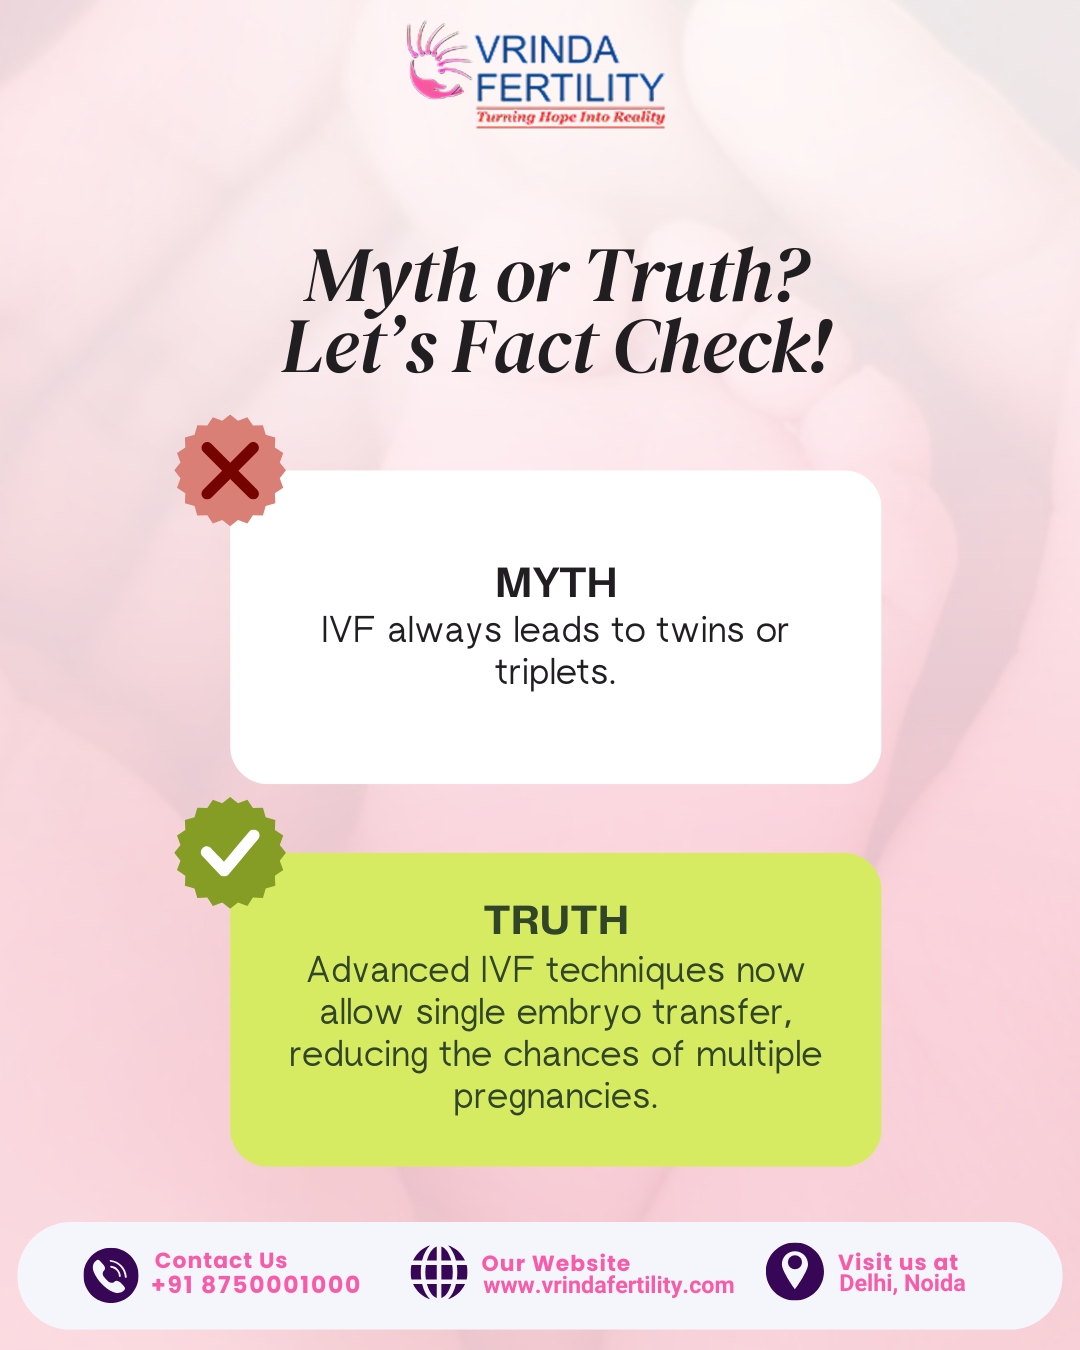 VRINDA
FERTILITY
Turning Hope Into Reality
Myth or Truth?
Let's Fact Check!
MYTH
IVF always leads to twins or
triplets.
TRUTH
Advanced IVF techniques now
allow single embryo transfer,
reducing the chances of multiple
pregnancies.
Contact Us
+91 8750001000
Our Website
www.vrindafertility.com
Visit us at
Delhi, Noida